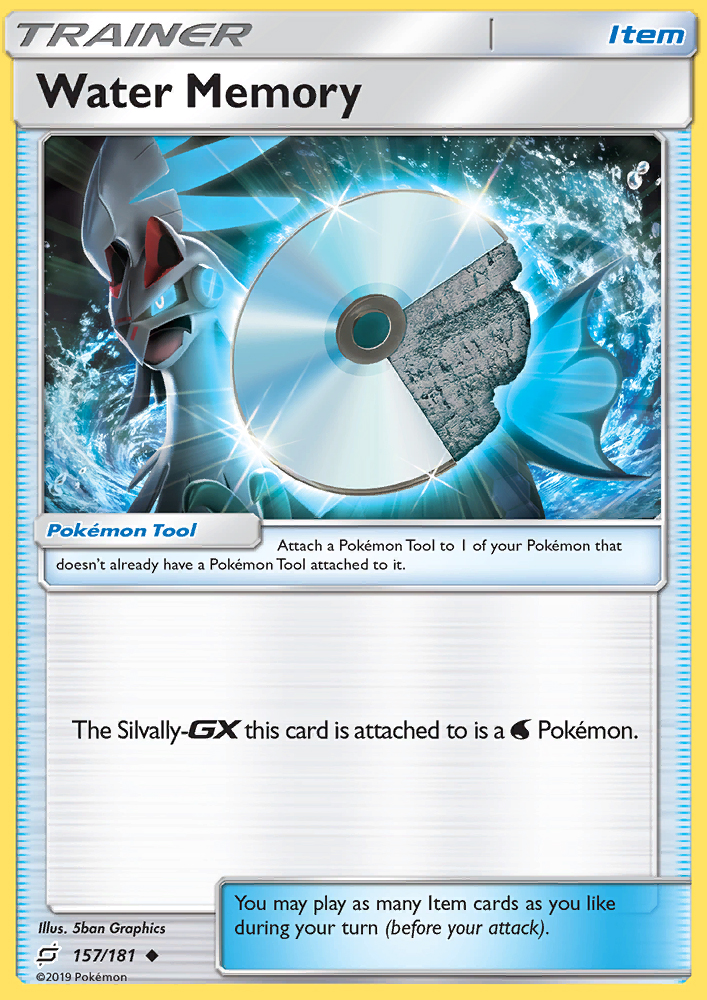 TRAINER
Item
Water Memory
Pokémon Tool
Attach a Pokémon Tool to 1 of your Pokémon that
doesn't already have a Pokémon Tool attached to it.
The Silvally-GX this card is attached to is a Pokémon.
You may play as many Item cards as you like
during your turn (before your attack).
Illus. 5ban Graphics
157/181
©2019 Pokémon